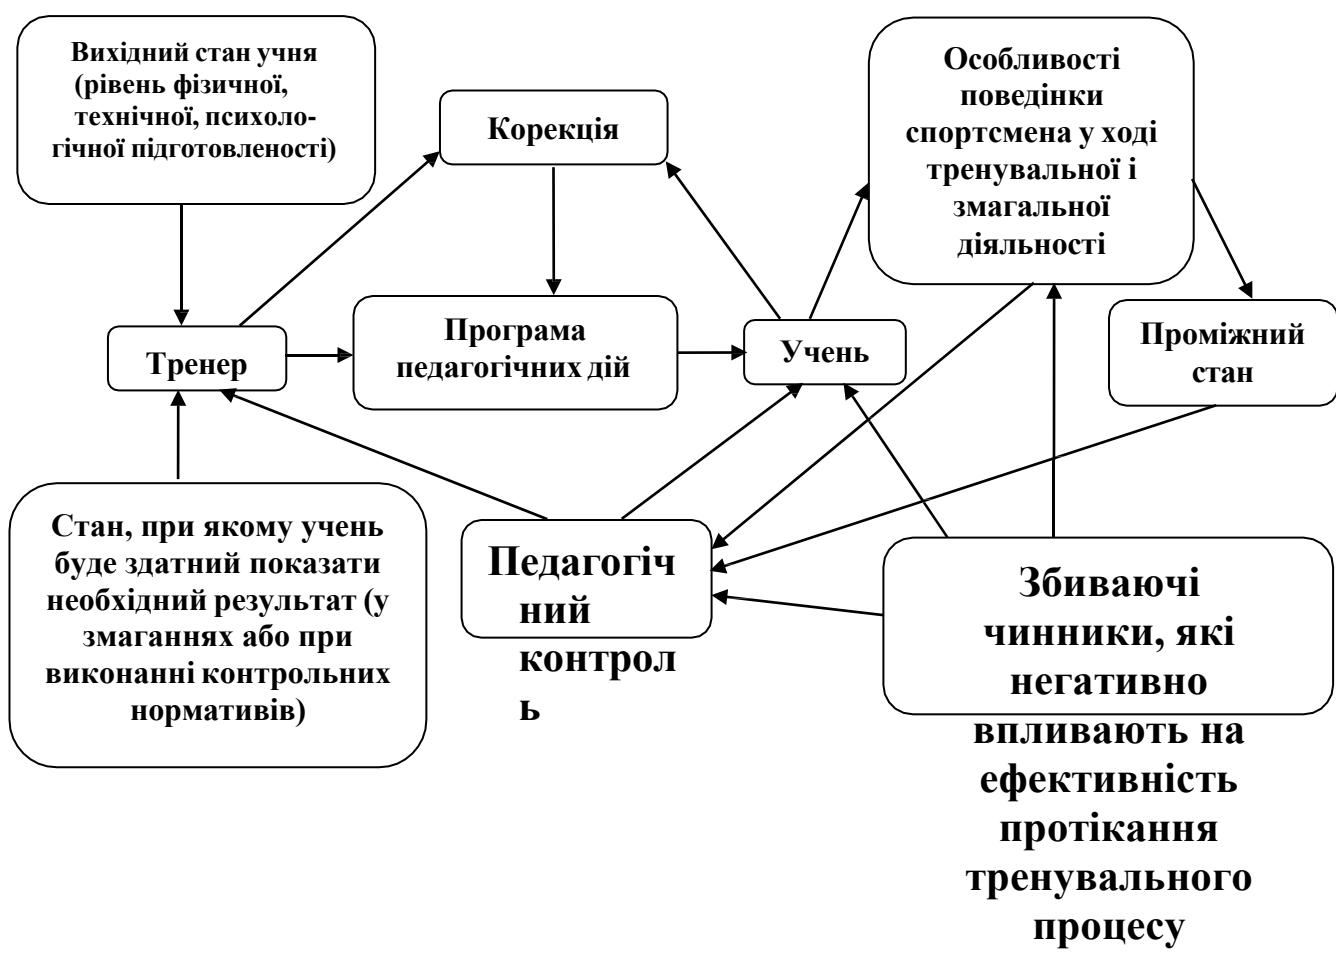 Вихідний стан учня
(рівень фізичної,
технічної, психоло-
гічної підготовленості)
Корекція
Особливості
поведінки
спортсмена у ході
тренувальної і
змагальної
діяльності
Тренер
Програма
педагогічних дій
Учень
Проміжний
стан
Стан, при якому учень
буде здатний показати
необхідний результат (у
змаганнях або при
виконанні контрольних
нормативів)
Педагогіч
ний
контрол
ь
Збиваючі
чинники, які
негативно
впливають на
ефективність
протікання
тренувального
процесу